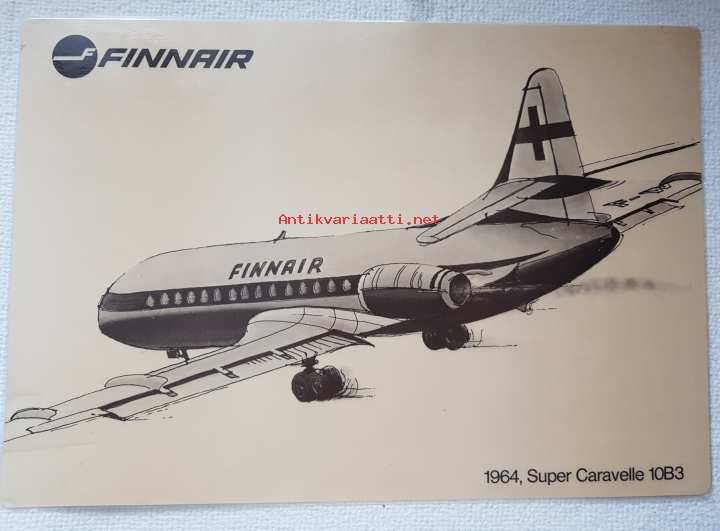 FINNAIR
Antikvariaatti.net
FINNAIR
1964, Super Caravelle 10B3